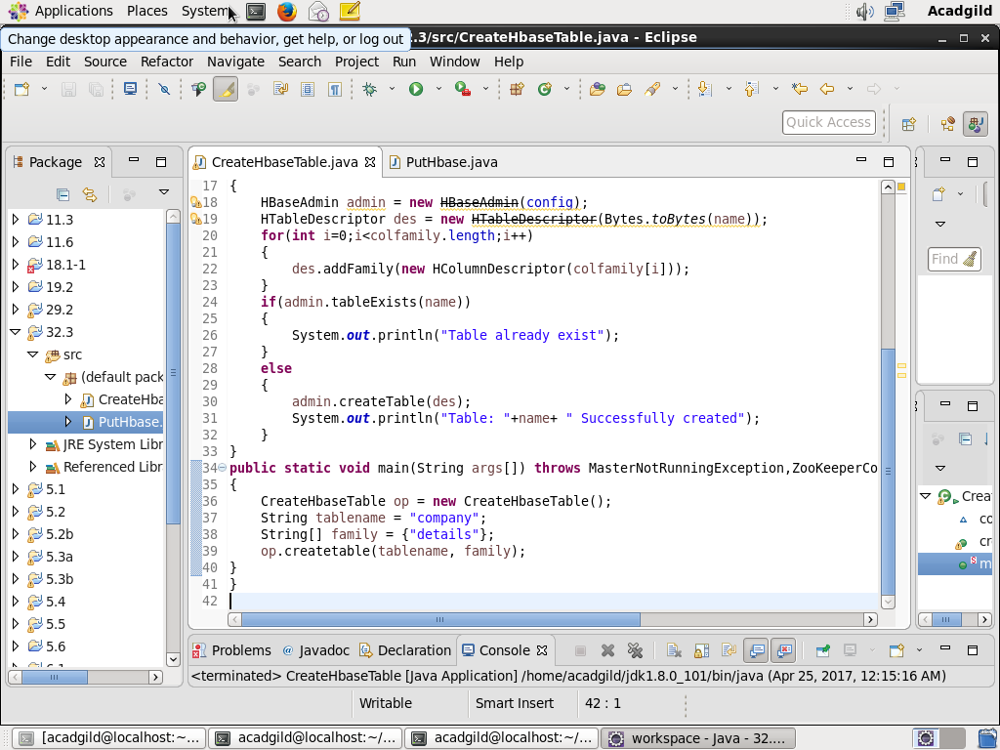 Applications Places System Acadgild
Change desktop appearance and behavior, get help, or log out
2.3/src/CreateHbaseTable.java - Eclipse
File Edit Source Refactor Navigate Search Project Run Window Help
Quick Access
Package
CreateHbaseTable.java PutHbase.java
17 {
18 HBaseAdmin admin = new HBaseAdmin(config);
19 HTableDescriptor des = new HTableDescriptor(Bytes.toBytes(name));
20 for(int i=0;i<colfamily.length;i++)
21 {
22 des.addFamily(new HColumnDescriptor(colfamily[i]));
23 }
24 if(admin.tableExists(name))
25 {
26 System.out.println("Table already exist");
27 }
28 else
29 {
30 admin.createTable(des);
31 System.out.println("Table: "+name+ " Successfully created");
32 }
33 }
34 public static void main(String args[]) throws MasterNotRunningException,ZooKeeperCo
35 {
36 CreateHbaseTable op = new CreateHbaseTable();
37 String tablename = "company";
38 String[] family = {"details"};
39 op.createtable(tablename, family);
40 }
41 }
42
11.3
11.6
18.1-1
19.2
29.2
32.3
src
(default pack
CreateHba
PutHbase.
JRE System Libr
Referenced Libr
5.1
5.2
5.2b
5.3a
5.3b
5.4
5.5
5.6
Find
Crea
co
cr
m
Problems @ Javadoc Declaration Console
<terminated> CreateHbaseTable [Java Application] /home/acadgild/jdk1.8.0_101/bin/java (Apr 25, 2017, 12:15:16 AM)
Writable Smart Insert 42 : 1
[acadgild@localhost:~... acadgild@localhost:~/... acadgild@localhost:~/... workspace - Java - 32....